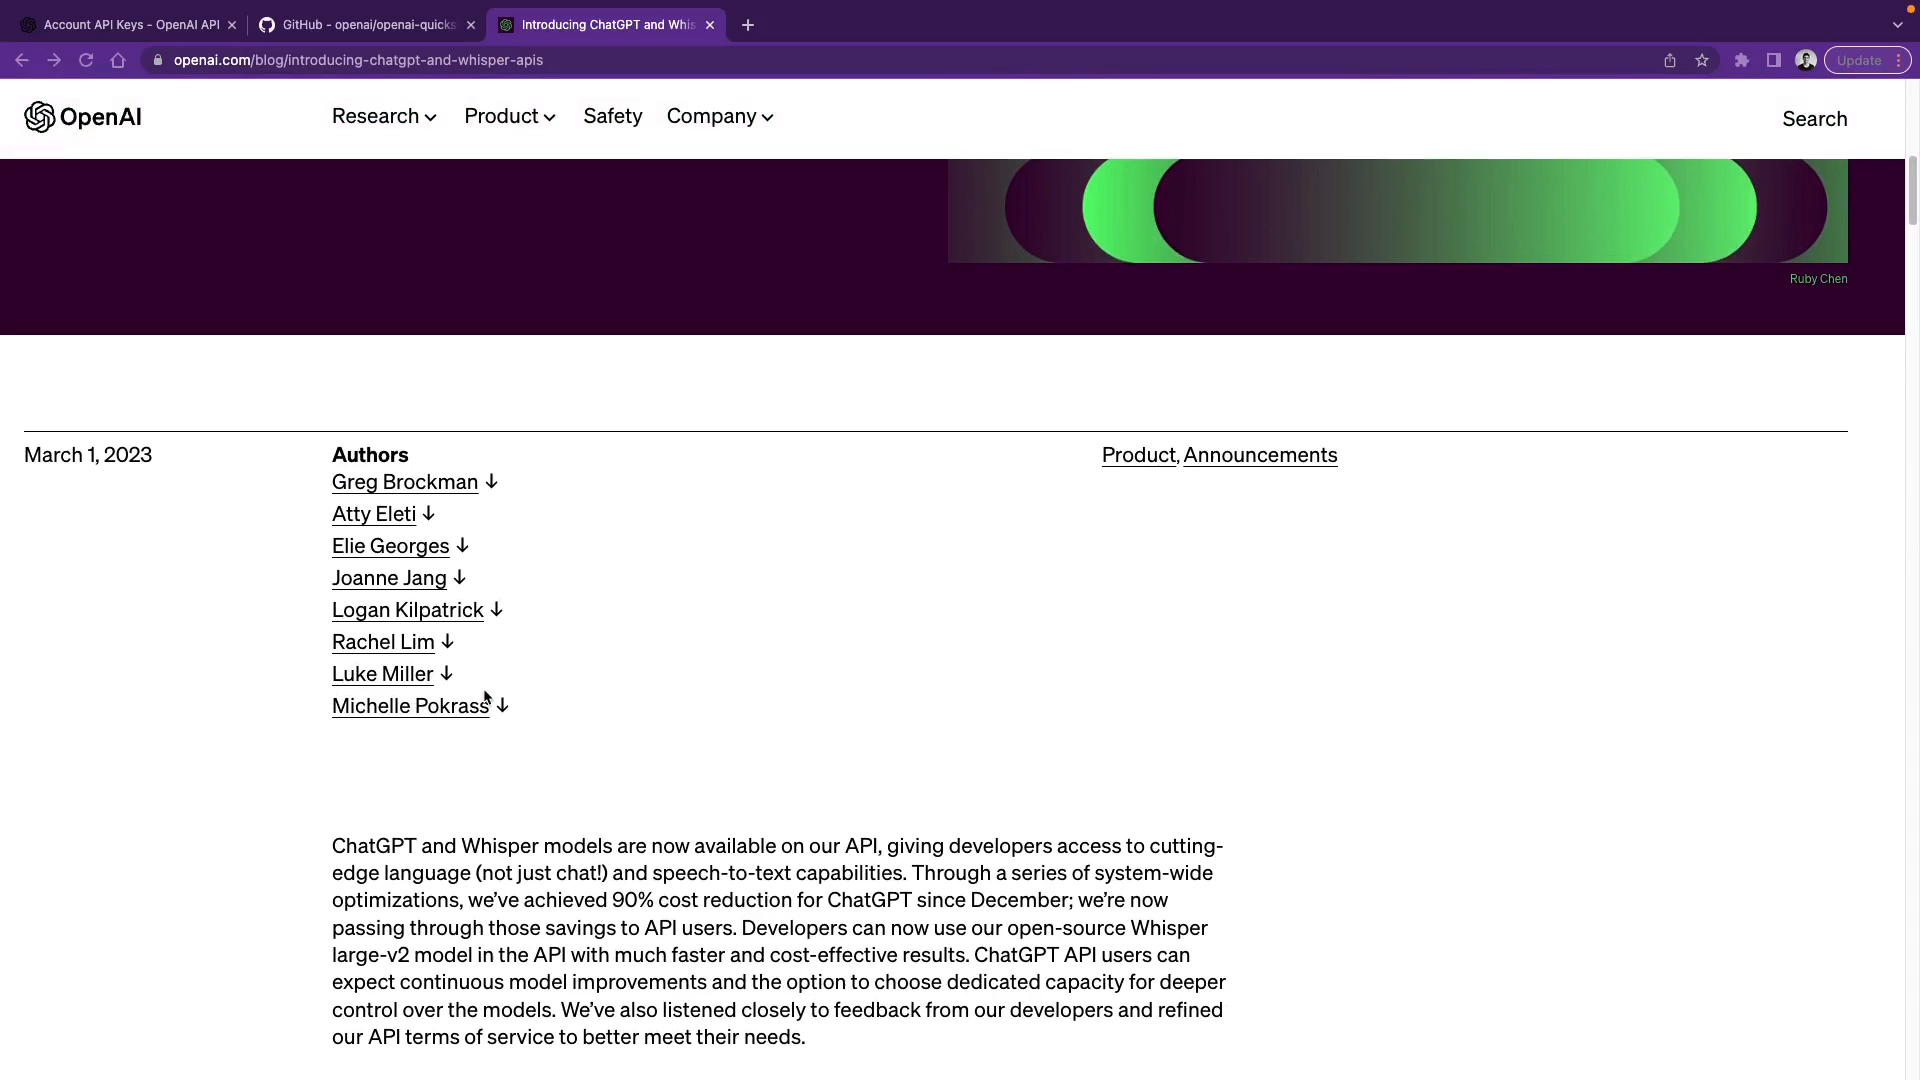 Account API Keys - OpenAI API
GitHub - openai/openai-quicks
Introducing ChatGPT and Whis
openai.com/blog/introducing-chatgpt-and-whisper-apis
Update
OpenAI
Research
Product
Safety
Company
Search
Ruby Chen
March 1, 2023
Authors
Greg Brockman ↓
Atty Eleti ↓
Elie Georges ↓
Joanne Jang ↓
Logan Kilpatrick ↓
Rachel Lim ↓
Luke Miller ↓
Michelle Pokrass ↓
Product, Announcements
ChatGPT and Whisper models are now available on our API, giving developers access to cutting-
edge language (not just chat!) and speech-to-text capabilities. Through a series of system-wide
optimizations, we’ve achieved 90% cost reduction for ChatGPT since December; we’re now
passing through those savings to API users. Developers can now use our open-source Whisper
large-v2 model in the API with much faster and cost-effective results. ChatGPT API users can
expect continuous model improvements and the option to choose dedicated capacity for deeper
control over the models. We’ve also listened closely to feedback from our developers and refined
our API terms of service to better meet their needs.